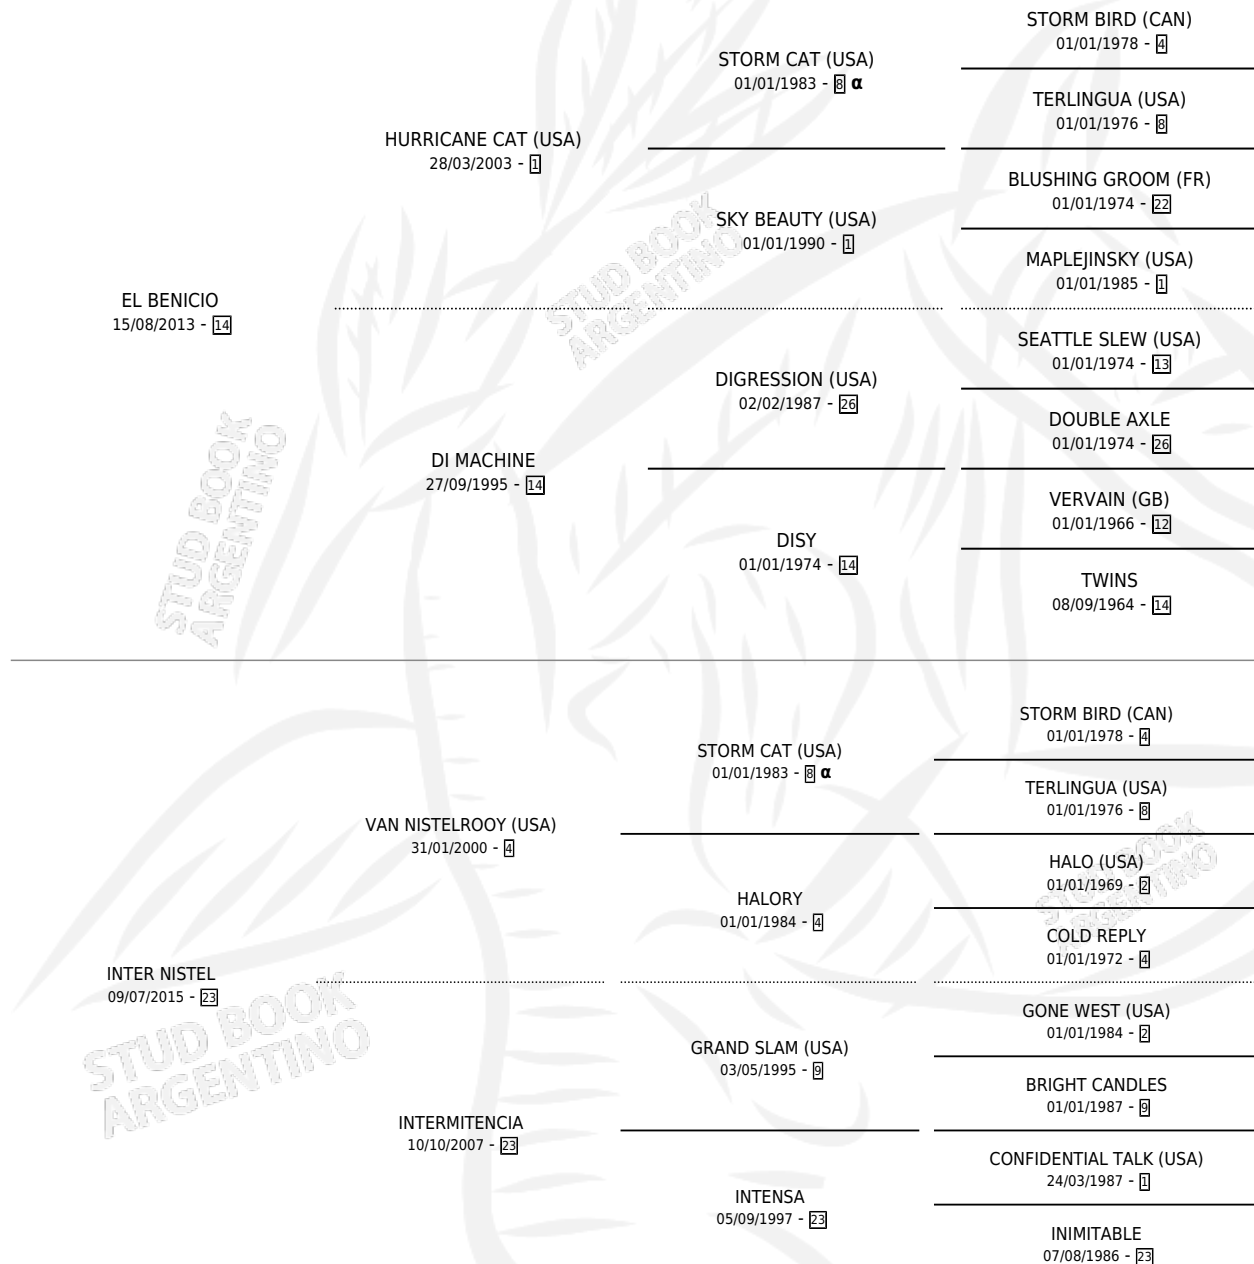 STORM BIRD (CAN)
01/01/1978 - 4
STORM CAT (USA)
01/01/1983 - 8 α
TERLINGUA (USA)
01/01/1976 - 8
HURRICANE CAT (USA)
28/03/2003 - 1
BLUSHING GROOM (FR)
01/01/1974 - 22
SKY BEAUTY (USA)
01/01/1990 - 1
MAPLEJINSKY (USA)
01/01/1985 - 1
EL BENICIO
15/08/2013 - 14
SEATTLE SLEW (USA)
01/01/1974 - 13
DIGRESSION (USA)
02/02/1987 - 26
DOUBLE AXLE
01/01/1974 - 26
DI MACHINE
27/09/1995 - 14
VERVAIN (GB)
01/01/1966 - 12
DISY
01/01/1974 - 14
TWINS
08/09/1964 - 14
STORM BIRD (CAN)
01/01/1978 - 4
STORM CAT (USA)
01/01/1983 - 8 α
TERLINGUA (USA)
01/01/1976 - 8
VAN NISTELROOY (USA)
31/01/2000 - 4
HALO (USA)
01/01/1969 - 2
HALORY
01/01/1984 - 4
COLD REPLY
01/01/1972 - 4
INTER NISTEL
09/07/2015 - 23
GONE WEST (USA)
01/01/1984 - 2
GRAND SLAM (USA)
03/05/1995 - 9
BRIGHT CANDLES
01/01/1987 - 9
INTERMITENCIA
10/10/2007 - 23
CONFIDENTIAL TALK (USA)
24/03/1987 - 1
INTENSA
05/09/1997 - 23
INIMITABLE
07/08/1986 - 23
STUD BOOK
ARGENTINO
STUD BOOK
ARGENTINO
STUD BOOK
ARGENTINO
STUD BOOK
ARGENTINO